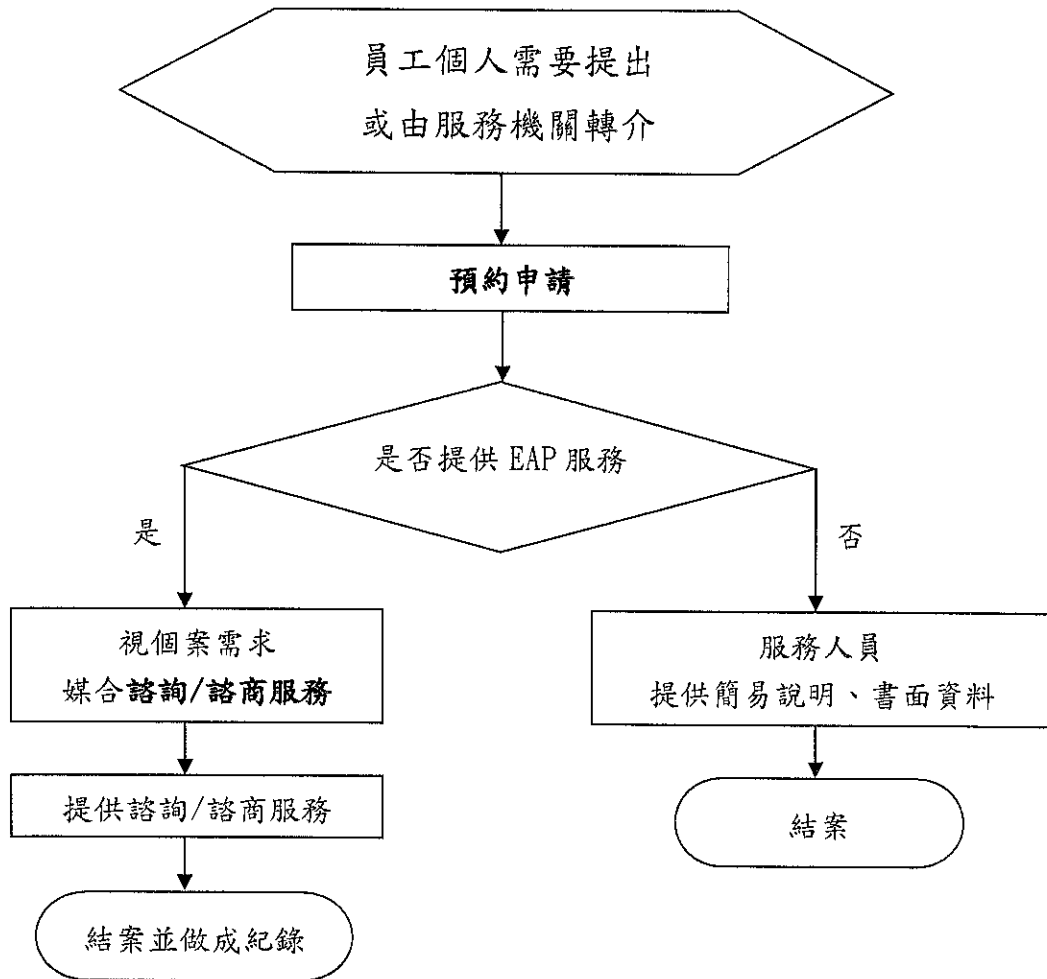 員工個人需要提出
或由服務機關轉介
預約申請
是否提供 EAP 服務
是
否
視個案需求
媒合諮詢/諮商服務
服務人員
提供簡易說明、書面資料
提供諮詢/諮商服務
結案
結案並做成紀錄